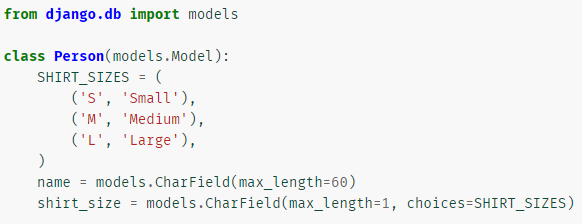 from django.db import models

class Person(models.Model):
    SHIRT_SIZES = (
        ('S', 'Small'),
        ('M', 'Medium'),
        ('L', 'Large'),
    )
    name = models.CharField(max_length=60)
    shirt_size = models.CharField(max_length=1, choices=SHIRT_SIZES)